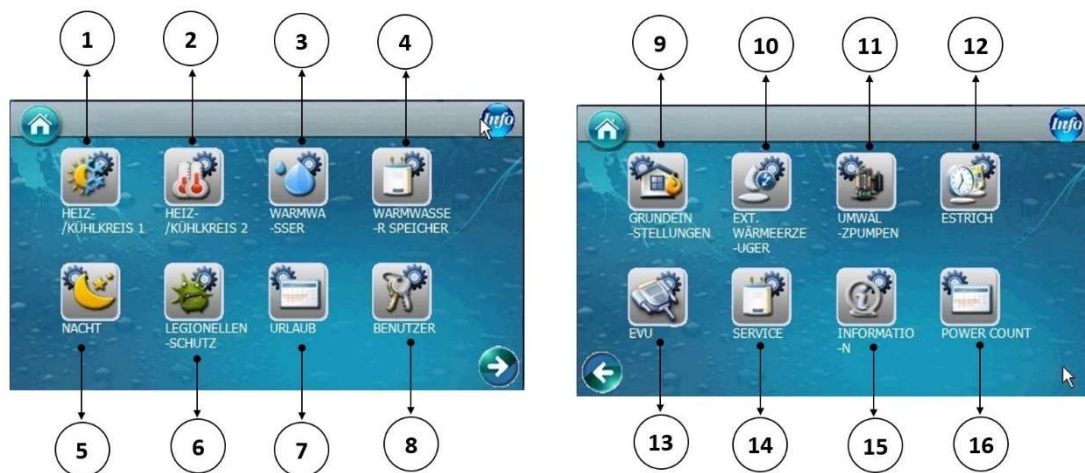 1 2 3 4
Info
HEIZ- HEIZ- WARMWA WARMWASSE
/KÜHLKREIS 1 /KÜHLKREIS 2 -SSER -R SPEICHER
NACHT LEGIONELLEN URLAUB BENUTZER
-SCHUTZ
5 6 7 8
9 10 11 12
Info
GRUNDEIN EXT. UMWÄL ESTRICH
-STELLUNGEN WÄRMEERZE -ZPUMPEN
-UGER
EVU SERVICE INFORMATIO POWER COUNT
-N
13 14 15 16